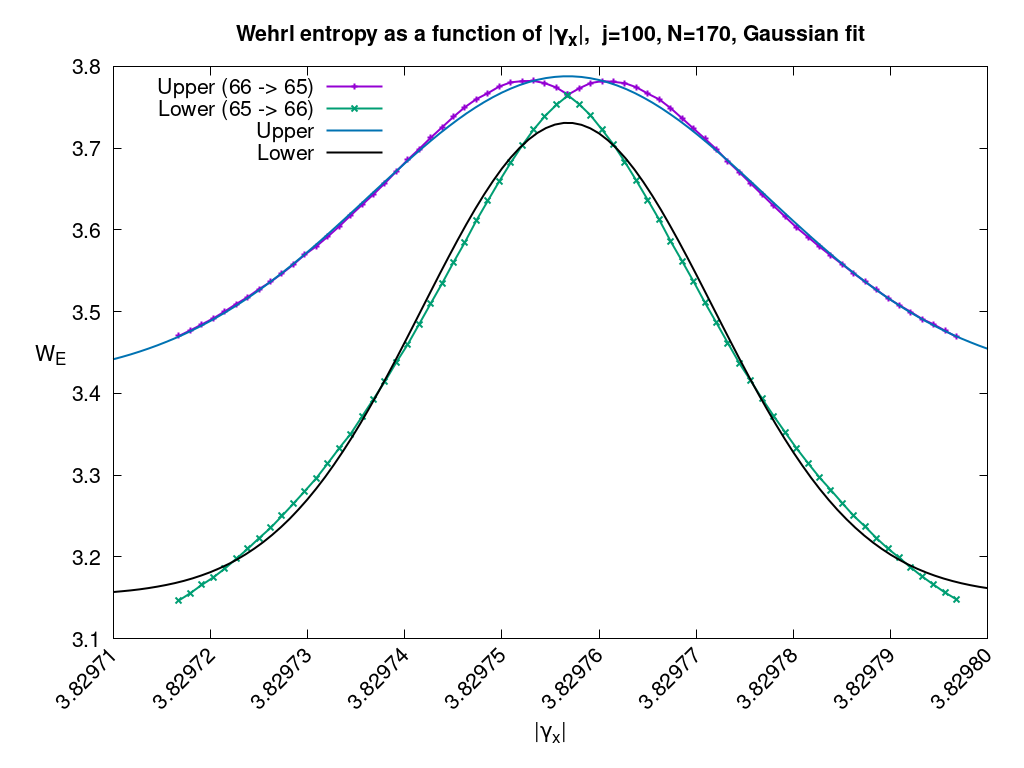 Wehrl entropy as a function of |γx|, j=100, N=170, Gaussian fit
Upper (66 -> 65)
Lower (65 -> 66)
Upper
Lower
3.8
3.7
3.6
3.5
3.4
3.3
3.2
3.1
WE
3.82971
3.82972
3.82973
3.82974
3.82975
3.82976
3.82977
3.82978
3.82979
3.82980
|γx|